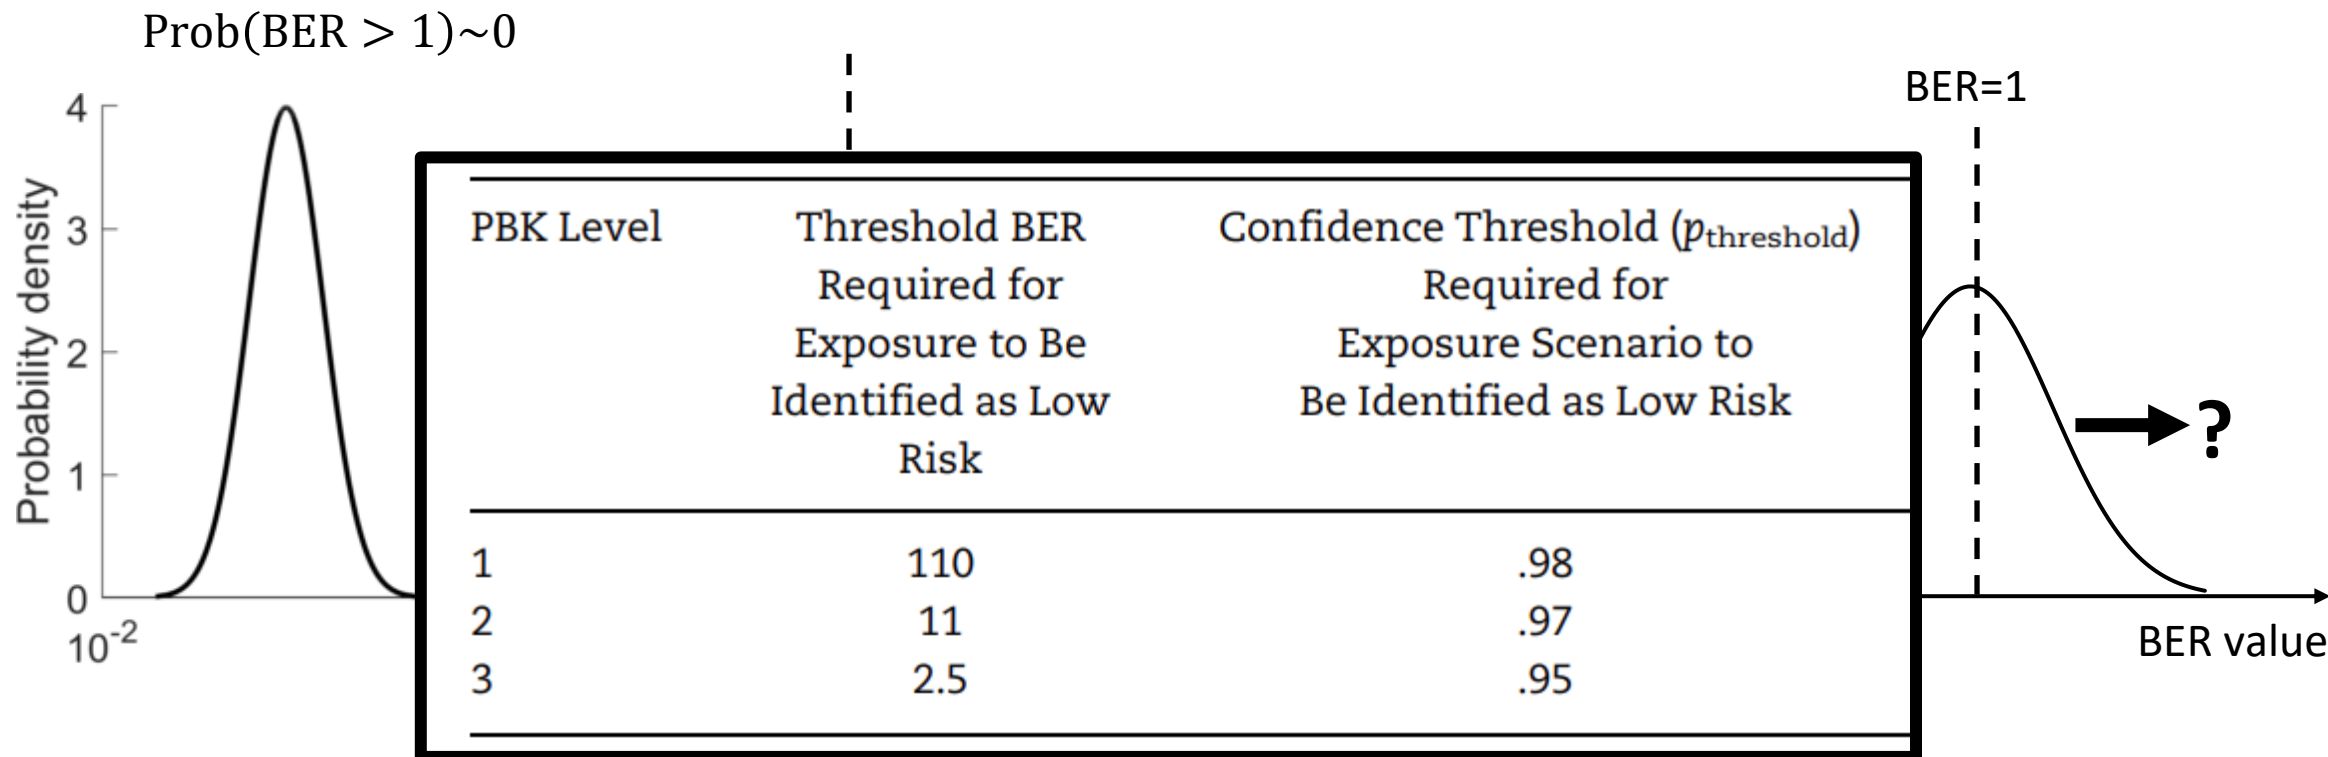 Prob(BER > 1)~0
BER=1
Probability density
4
3
2
1
0
10⁻²
PBK Level Threshold BER Confidence Threshold (pthreshold)
Required for Required for
Exposure to Be Exposure Scenario to
Identified as Low Be Identified as Low Risk
Risk
1 110 .98
2 11 .97
3 2.5 .95
?
BER value